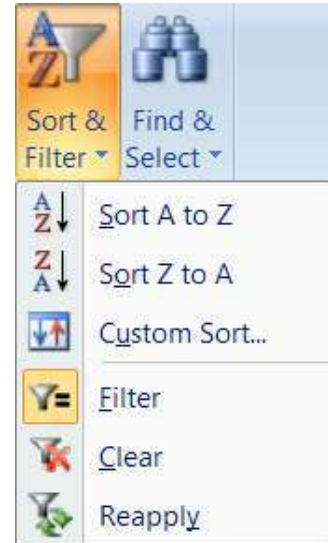 A
Z
Sort & Filter
Find & Select
A
Z
Sort A to Z
Z
A
Sort Z to A
Custom Sort...
Filter
Clear
Reapply